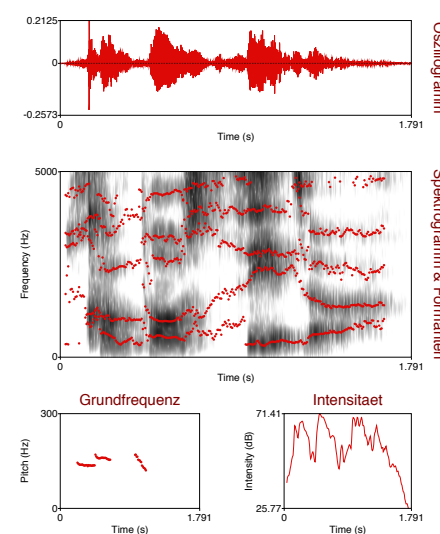 0.2125
0
-0.2573
0
1.791
Time (s)
Oszillogramm
5000
Frequency (Hz)
0
0
1.791
Time (s)
Spektrogramm & Formanten
Grundfrequenz
300
Pitch (Hz)
0
0
1.791
Time (s)
Intensitaet
71.41
Intensity (dB)
25.77
0
1.791
Time (s)